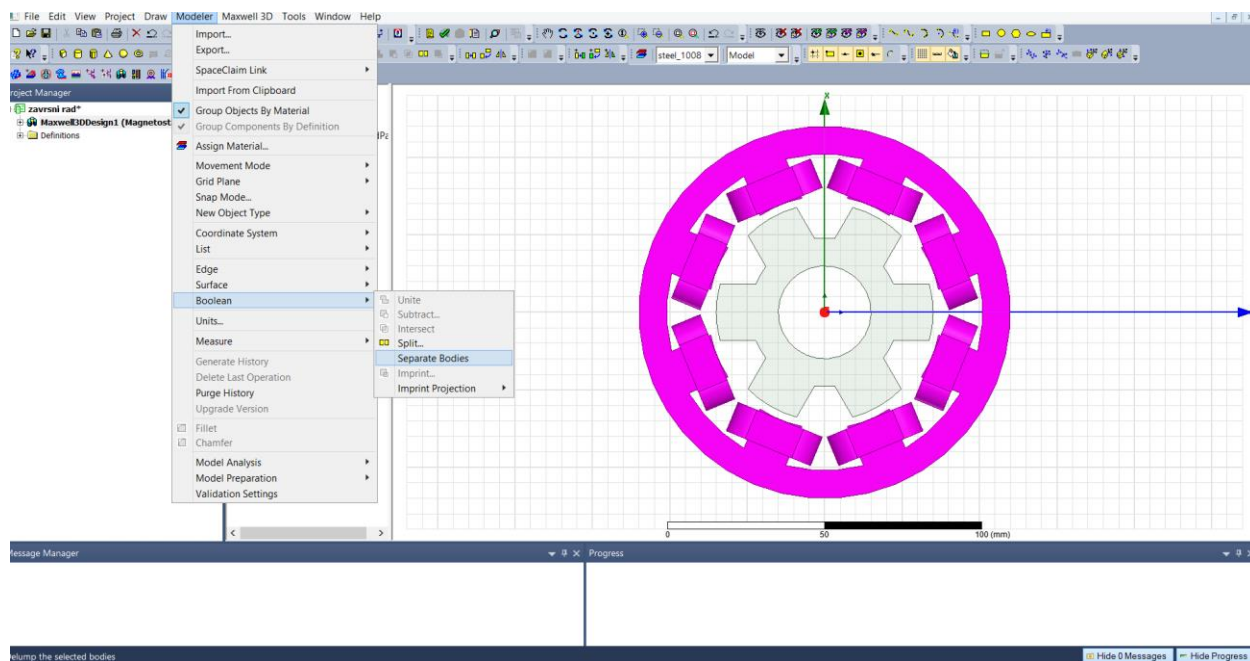 File Edit View Project Draw Modeler Maxwell 3D Tools Window Help
steel_1008 Model
Project Manager
zavrsni rad*
Maxwell3DDesign1 (Magnetost
Definitions
Import...
Export...
SpaceClaim Link
Import From Clipboard
Group Objects By Material
Group Components By Definition
Assign Material...
Movement Mode
Grid Plane
Snap Mode...
New Object Type
Coordinate System
List
Edge
Surface
Boolean
Units...
Measure
Generate History
Delete Last Operation
Purge History
Upgrade Version
Fillet
Chamfer
Model Analysis
Model Preparation
Validation Settings
Unite
Subtract...
Intersect
Split...
Separate Bodies
Imprint...
Imprint Projection
X
0 50 100 (mm)
Message Manager
Progress
Delump the selected bodies
Hide 0 Messages Hide Progress